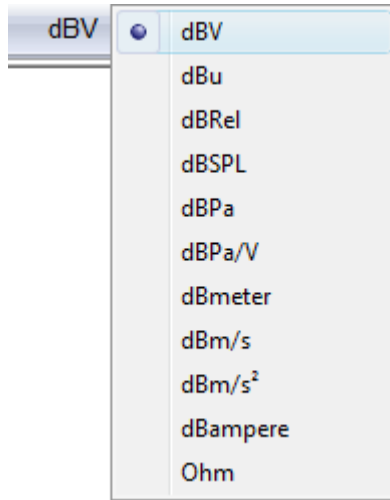 dBV
dBV
dBu
dBRel
dBSPL
dBPa
dBPa/V
dBmeter
dBm/s
dBm/s²
dBampere
Ohm